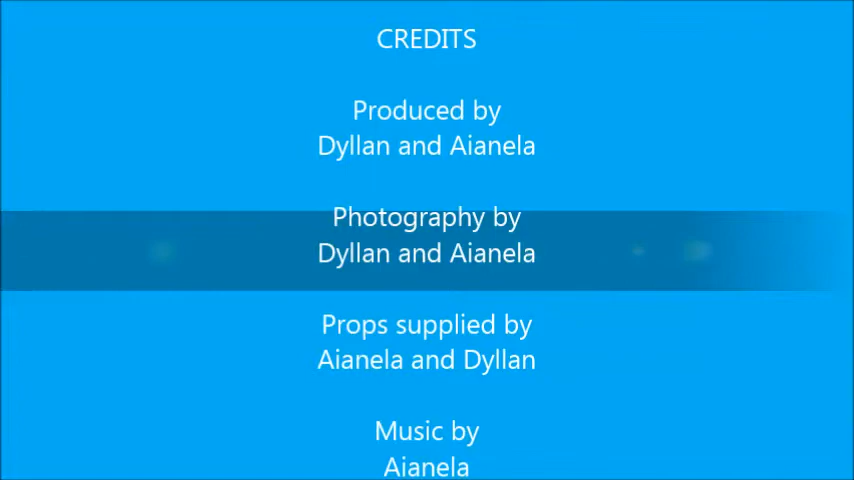 CREDITS
Produced by
Dyllan and Aianela
Photography by
Dyllan and Aianela
Props supplied by
Aianela and Dyllan
Music by
Aianela